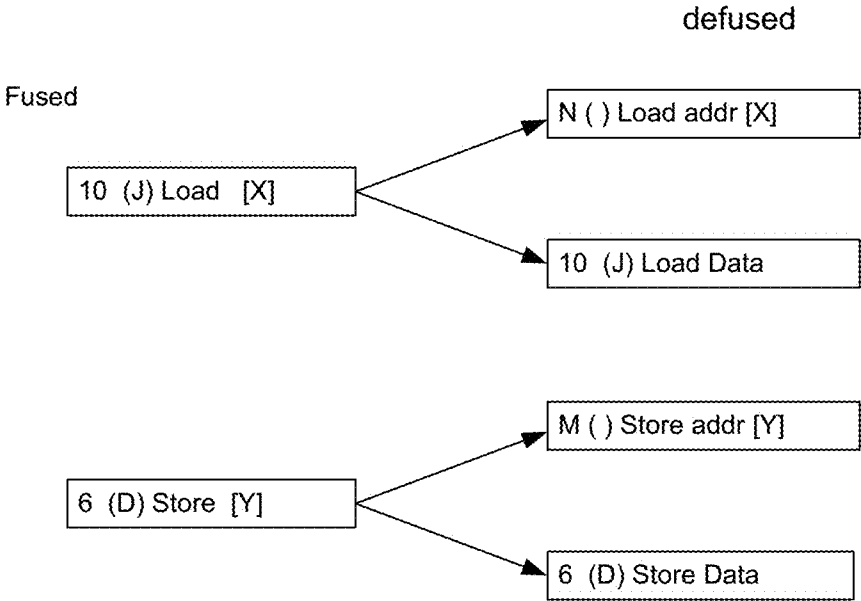 defused
Fused
N ( ) Load addr [X]
10 (J) Load [X]
10 (J) Load Data
M ( ) Store addr [Y]
6 (D) Store [Y]
6 (D) Store Data